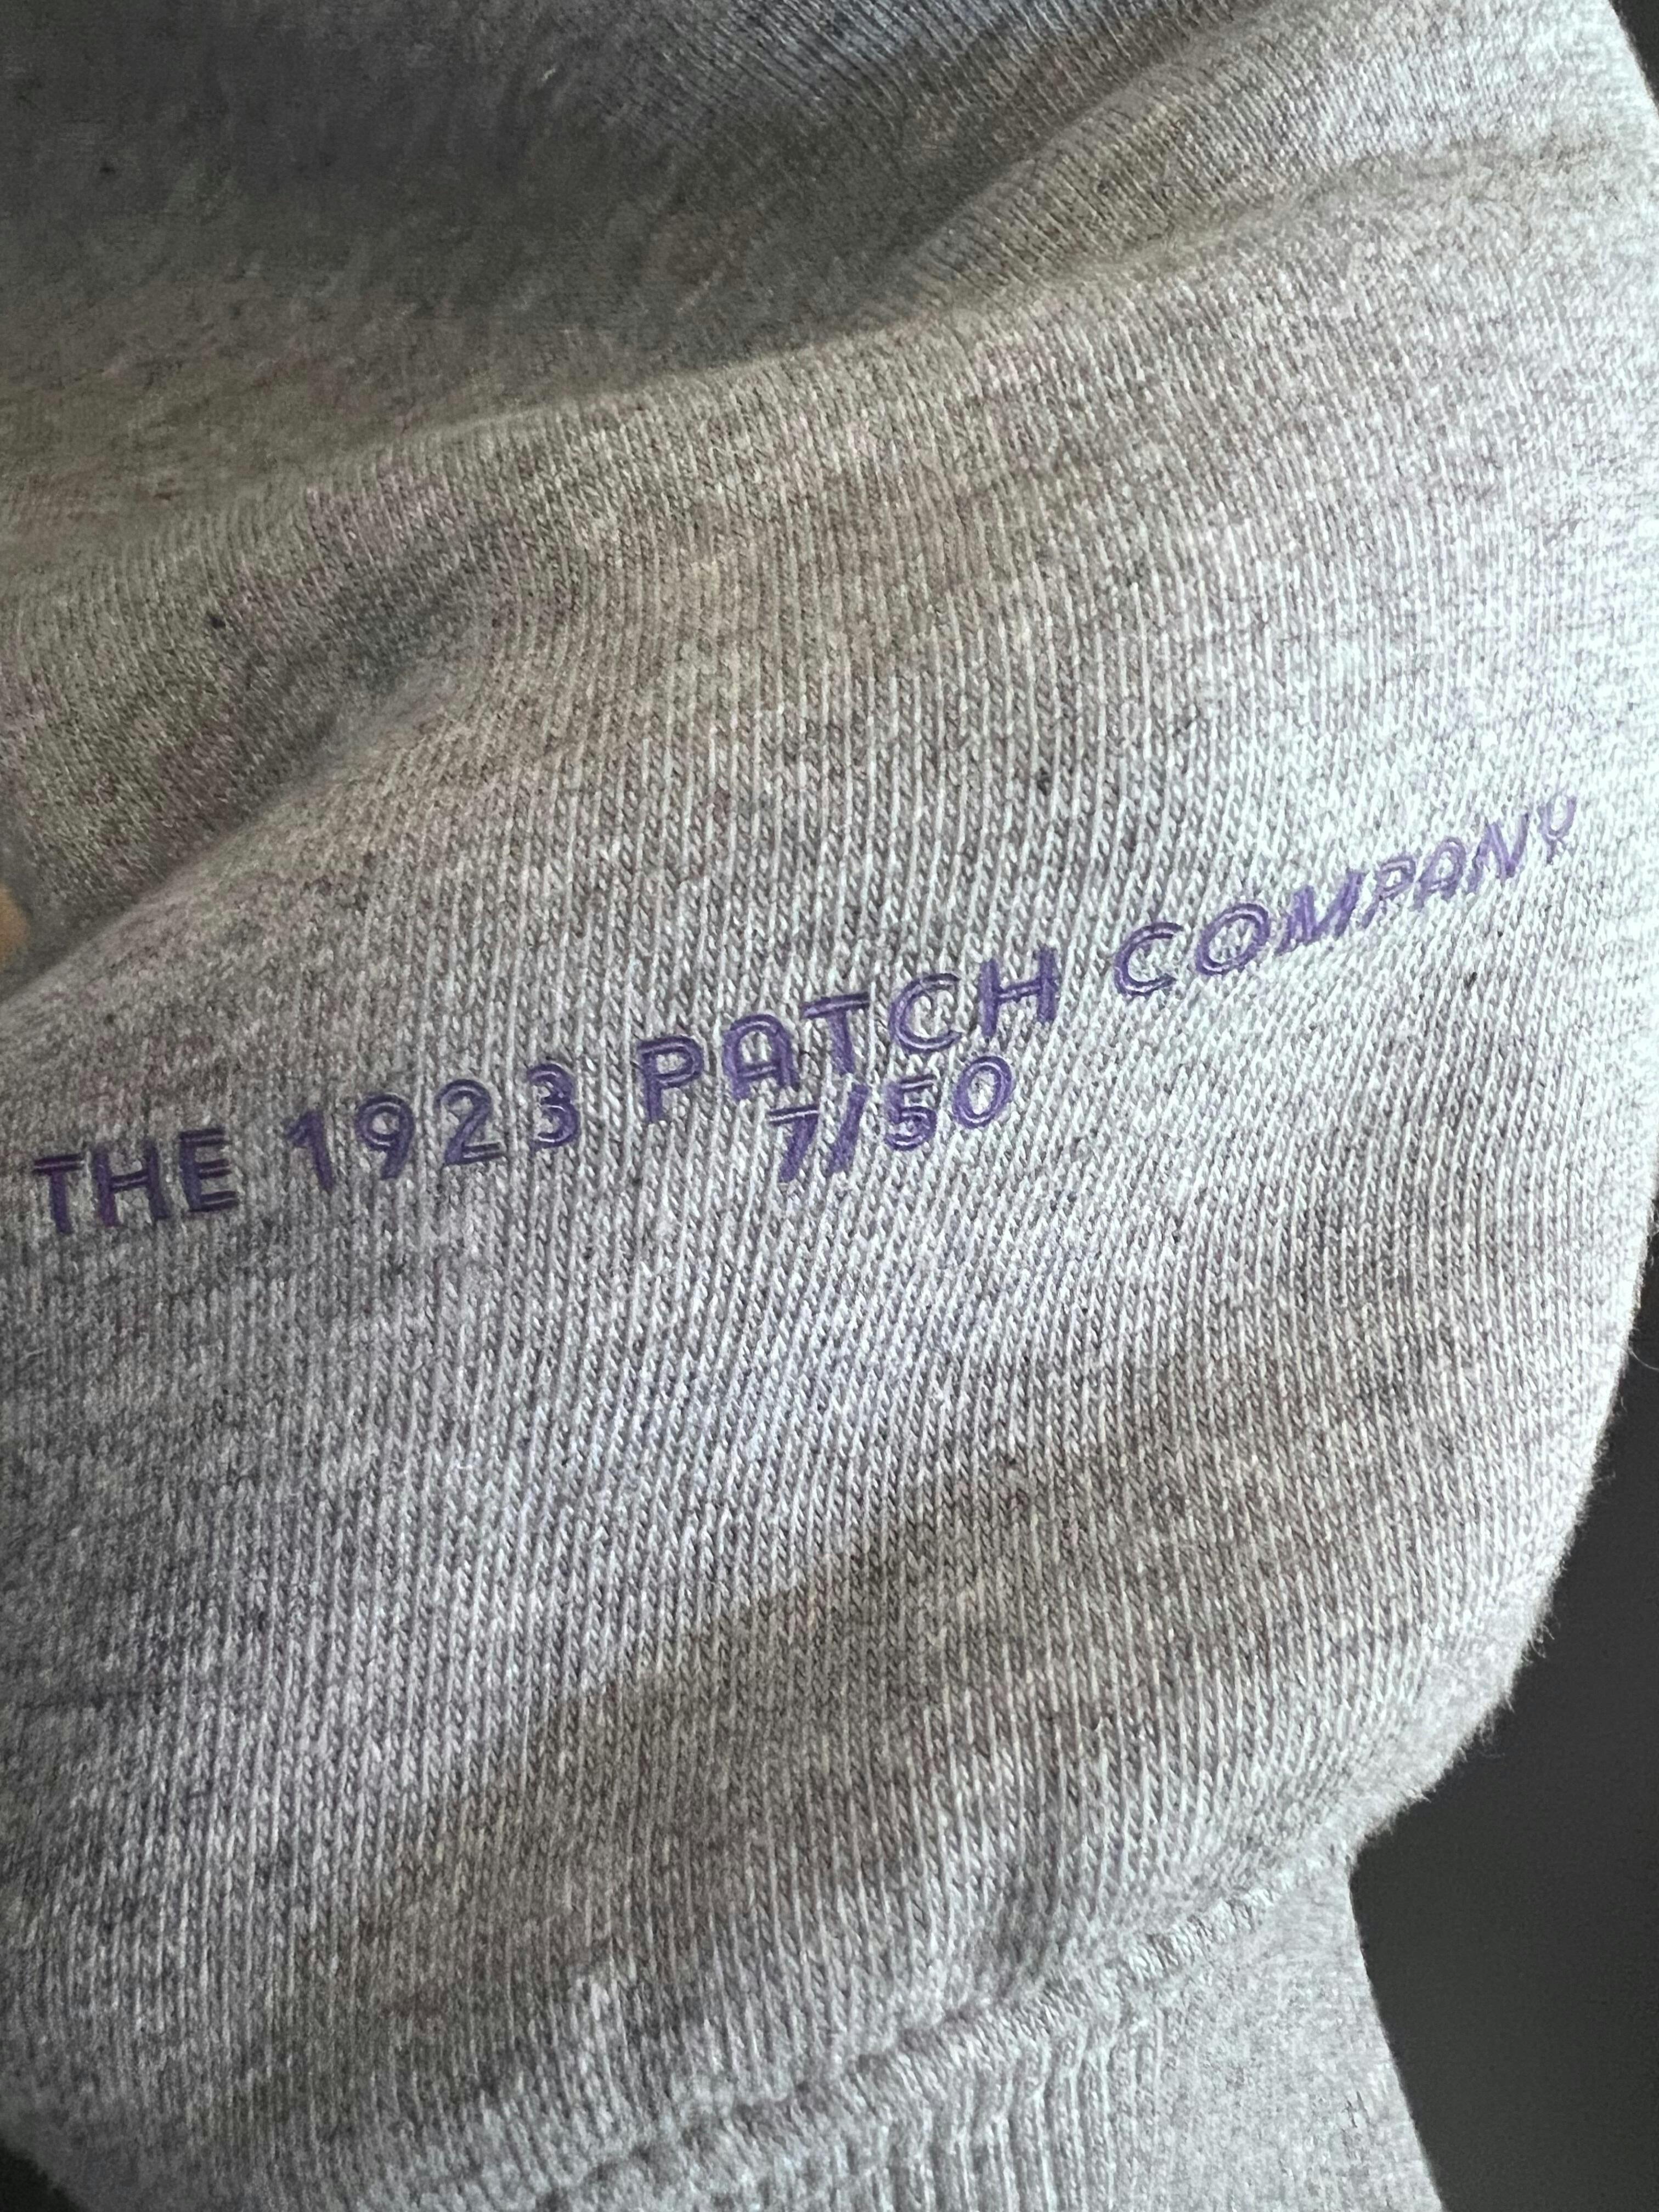 THE 1923 PATCH COMPANY
7/50